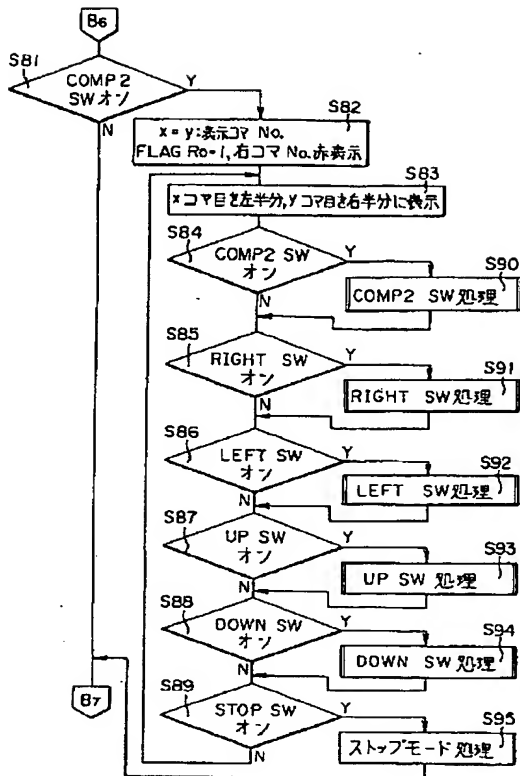 B6
S81
COMP2
SWオン
Y
N
S82
x = y:表示コマ No.
FLAG Ro=1, 右コマ No.赤表示
S83
xコマ目を左半分,yコマ目を右半分に表示
S84
COMP2 SW
オン
Y
N
S90
COMP2 SW処理
S85
RIGHT SW
オン
Y
N
S91
RIGHT SW処理
S86
LEFT SW
オン
Y
N
S92
LEFT SW処理
S87
UP SW
オン
Y
N
S93
UP SW 処理
S88
DOWN SW
オン
Y
N
S94
DOWN SW処理
B7
S89
STOP SW
オン
Y
N
S95
ストップモード処理